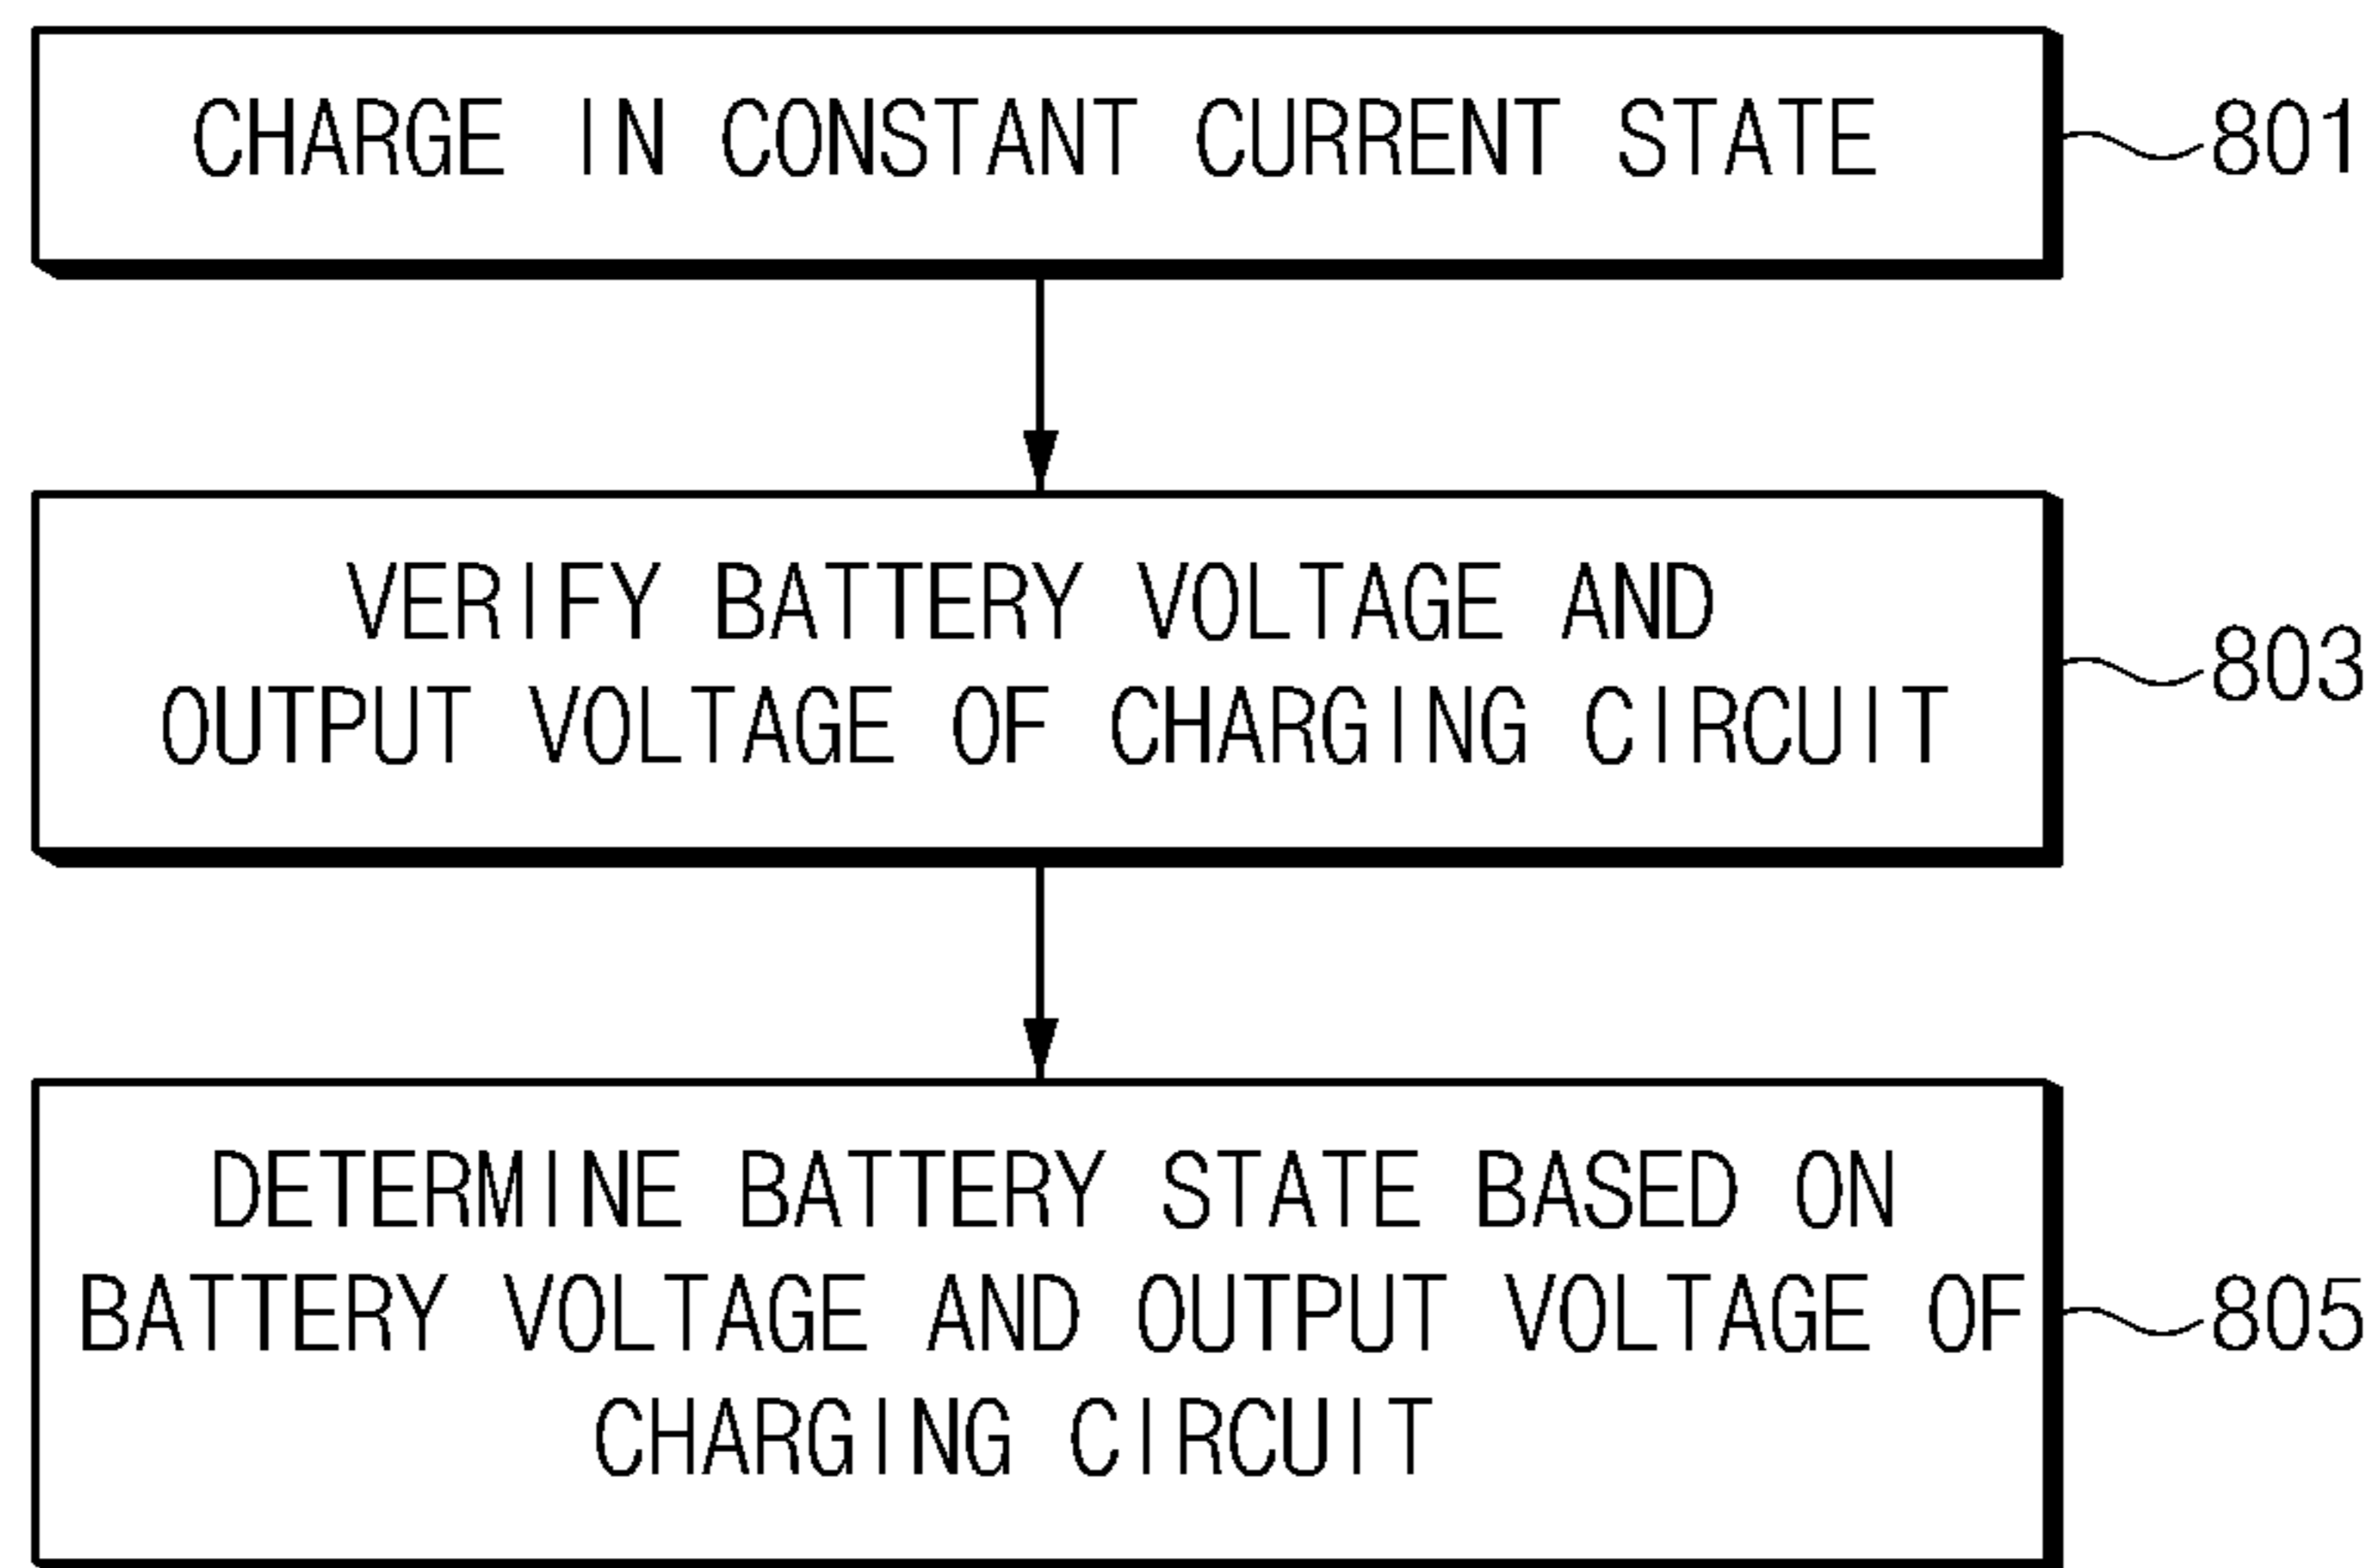 CHARGE IN CONSTANT CURRENT STATE
801
VERIFY BATTERY VOLTAGE AND
OUTPUT VOLTAGE OF CHARGING CIRCUIT
803
DETERMINE BATTERY STATE BASED ON
BATTERY VOLTAGE AND OUTPUT VOLTAGE OF
CHARGING CIRCUIT
805